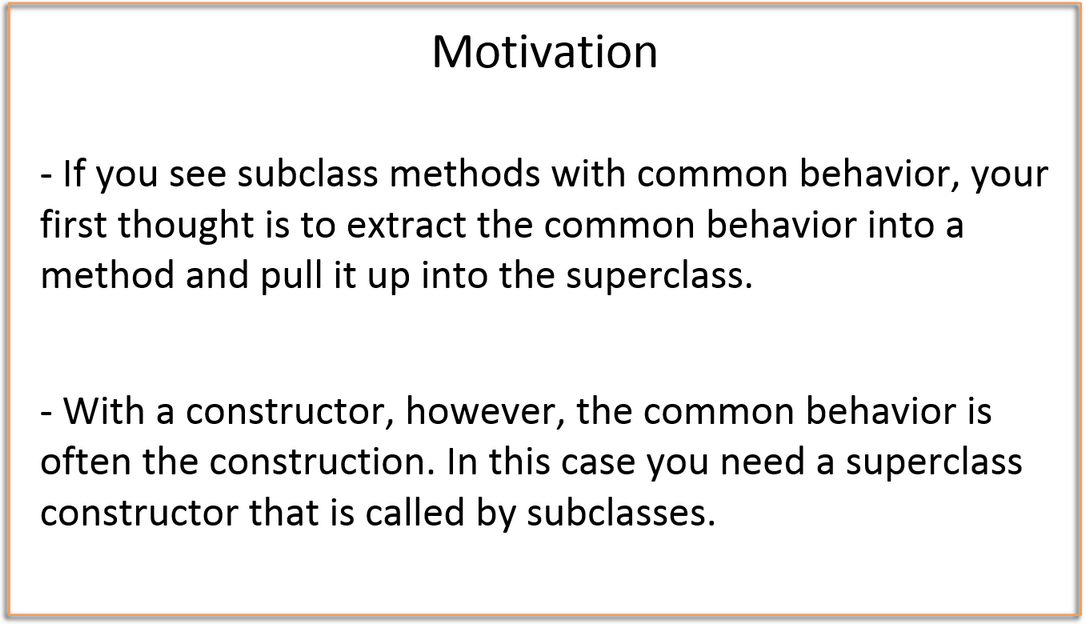 Motivation
- If you see subclass methods with common behavior, your
first thought is to extract the common behavior into a
method and pull it up into the superclass.
- With a constructor, however, the common behavior is
often the construction. In this case you need a superclass
constructor that is called by subclasses.